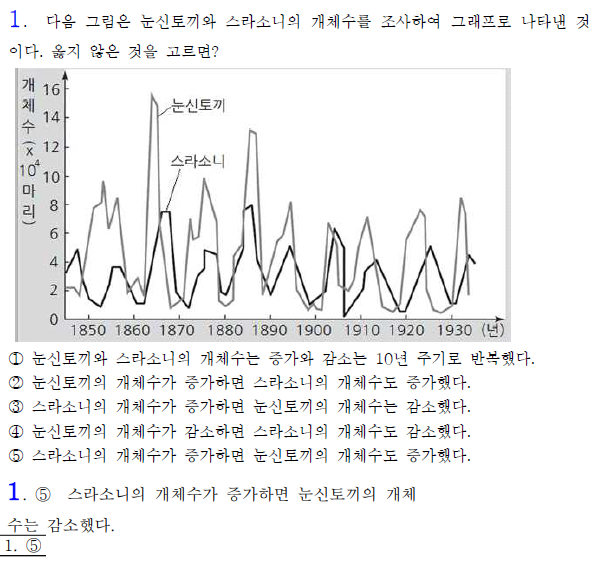 1. 다음 그림은 눈신토끼와 스라소니의 개체수를 조사하여 그래프로 나타낸 것
이다. 옳지 않은 것을 고르면?
개체수(×10⁴마리)
16
14
12
10
8
6
4
2
0
눈신토끼
스라소니
1850 1860 1870 1880 1890 1900 1910 1920 1930 (년)
① 눈신토끼와 스라소니의 개체수는 증가와 감소는 10년 주기로 반복했다.
② 눈신토끼의 개체수가 증가하면 스라소니의 개체수도 증가했다.
③ 스라소니의 개체수가 증가하면 눈신토끼의 개체수는 감소했다.
④ 눈신토끼의 개체수가 감소하면 스라소니의 개체수도 감소했다.
⑤ 스라소니의 개체수가 증가하면 눈신토끼의 개체수도 증가했다.
1. ⑤ 스라소니의 개체수가 증가하면 눈신토끼의 개체
수는 감소했다.
1. ⑤